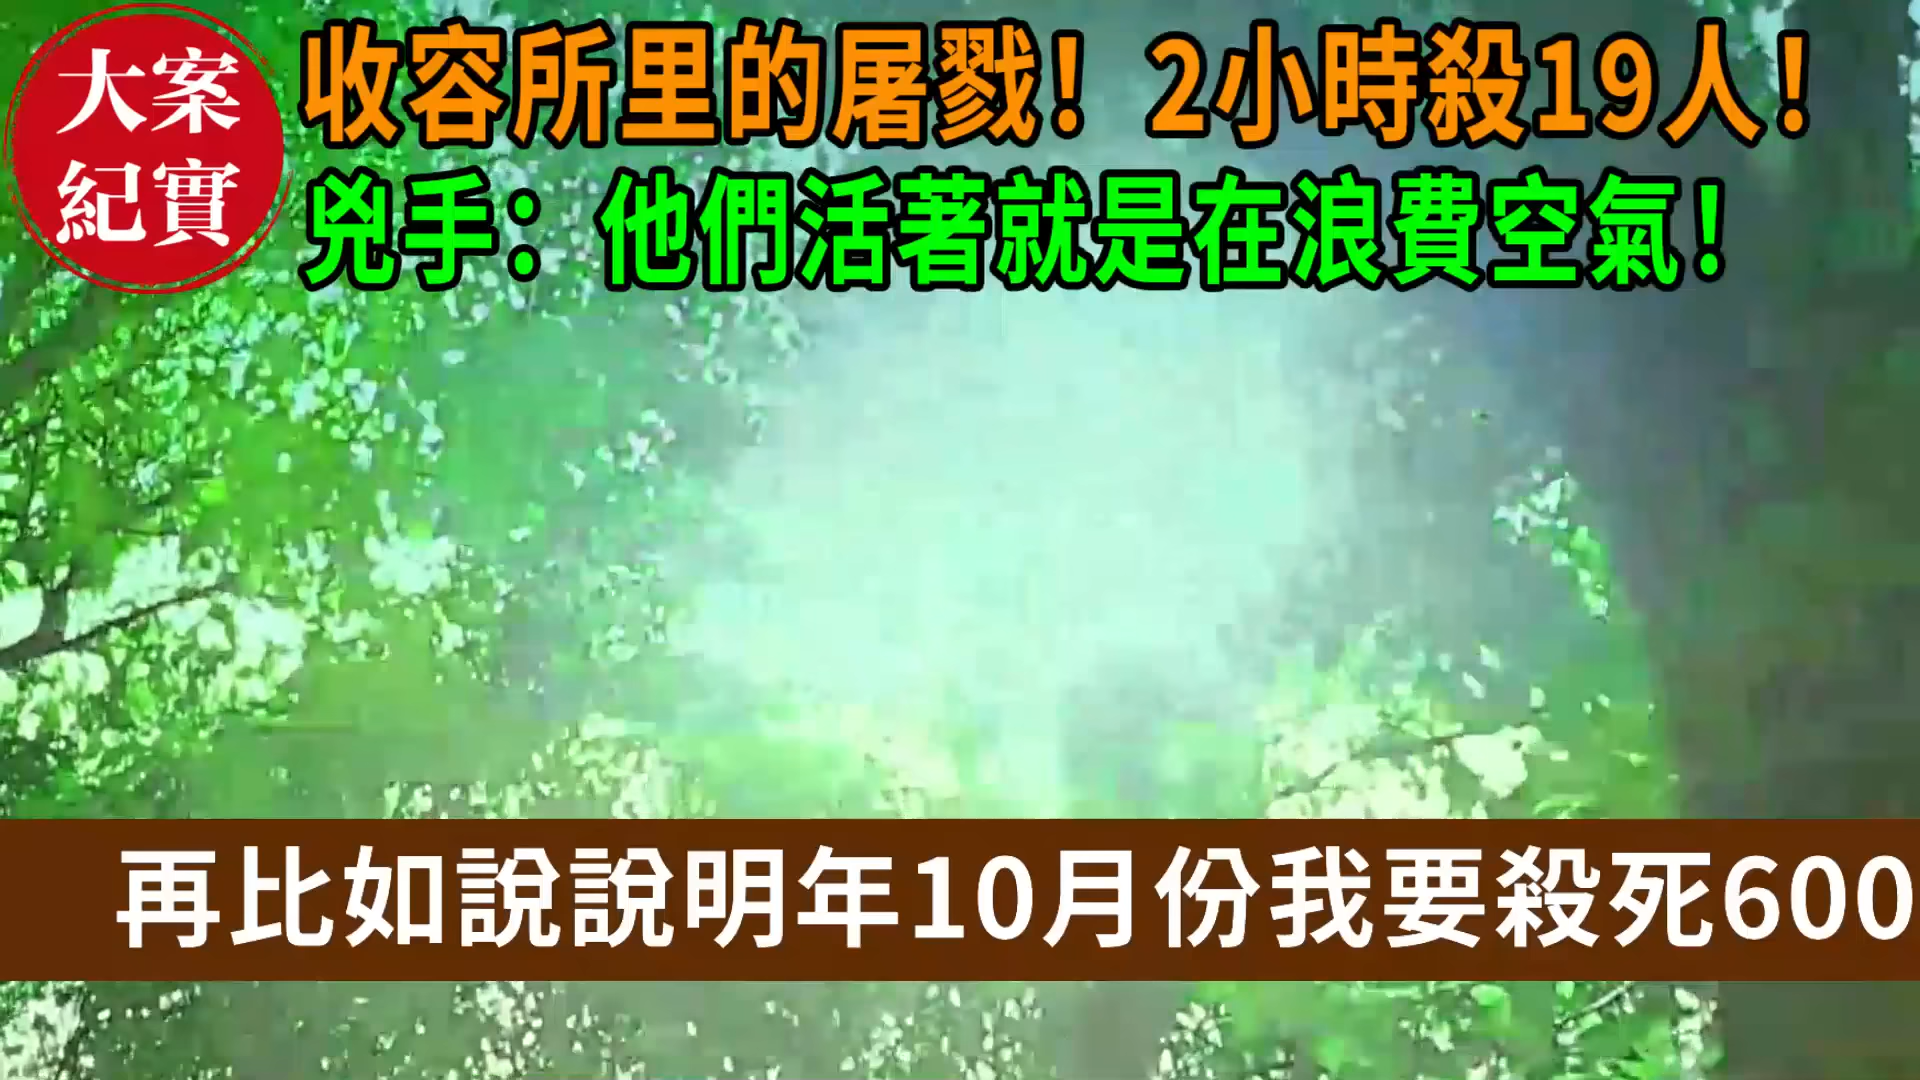 大案
紀實
收容所里的屠戮！2小時殺19人！
兇手：他們活著就是在浪費空氣！
再比如說說明年10月份我要殺死600